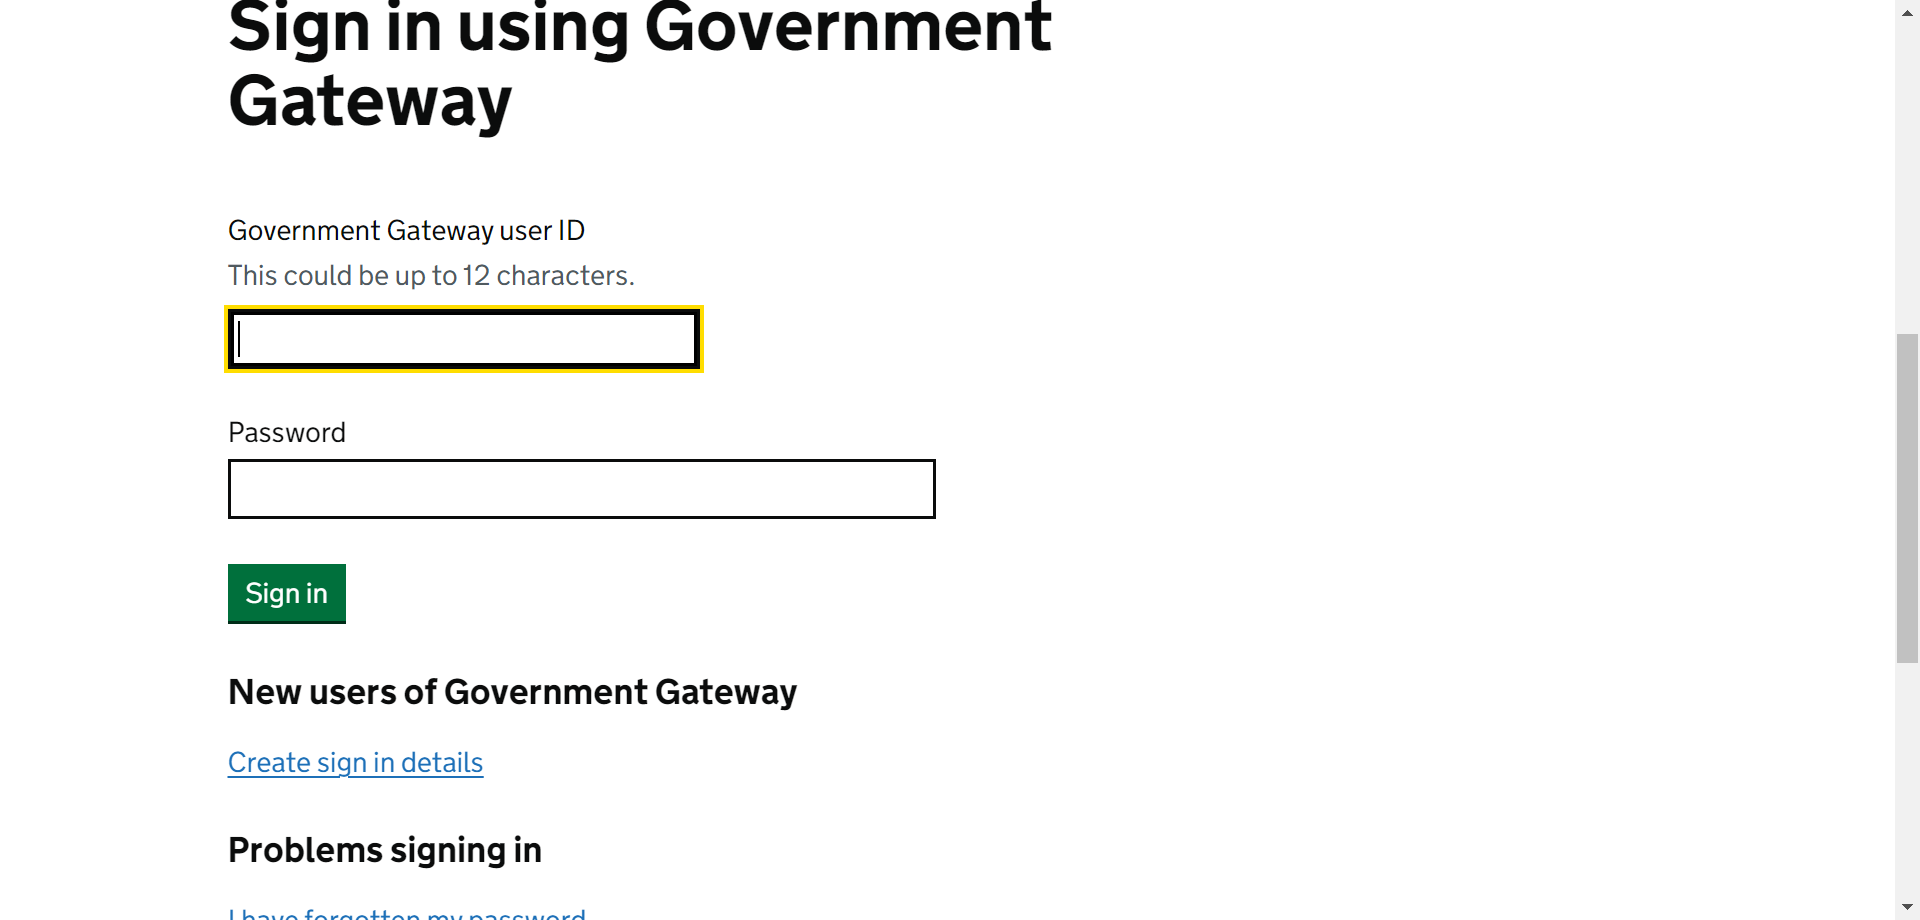 Sign in using Government
Gateway
Government Gateway user ID
This could be up to 12 characters.
Password
Sign in
New users of Government Gateway
Create sign in details
Problems signing in
I have forgotten my password